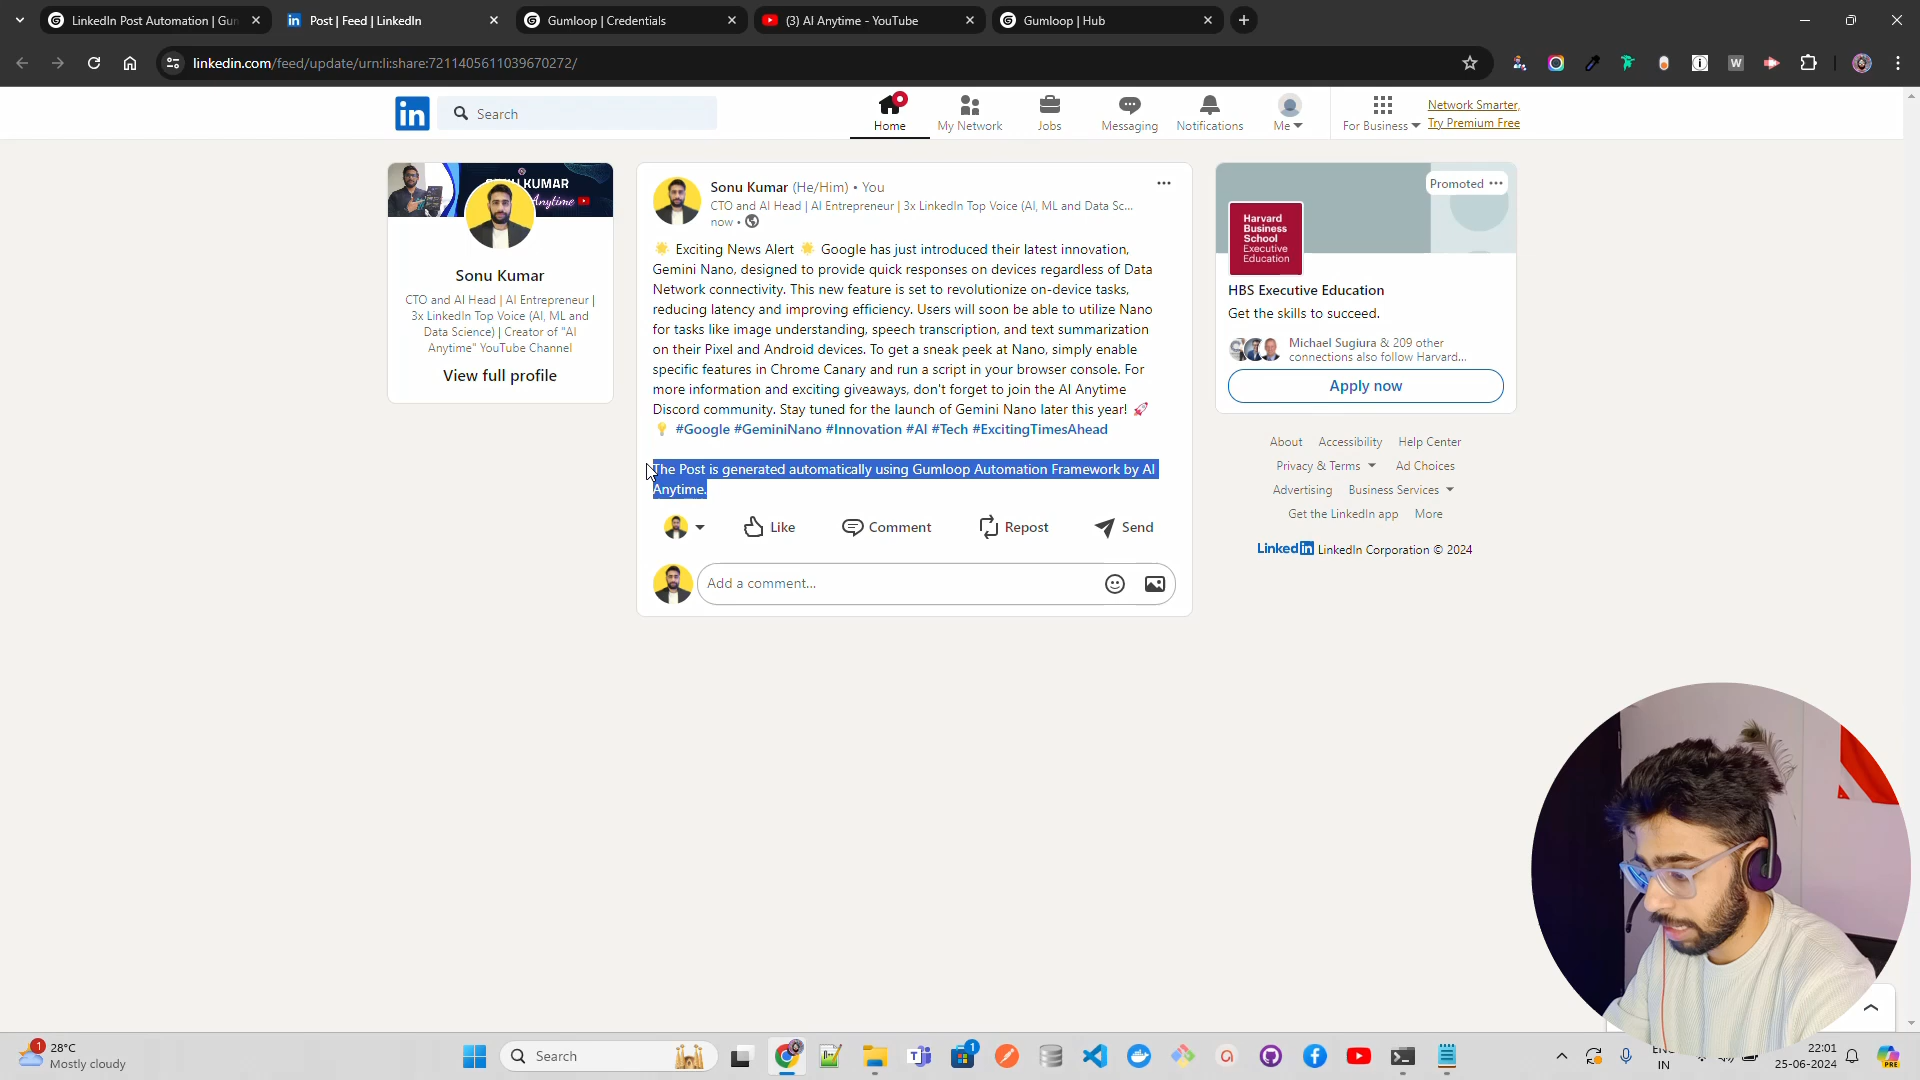 LinkedIn Post Automation | Gun
Post | Feed | LinkedIn
Gumloop | Credentials
(3) AI Anytime - YouTube
Gumloop | Hub
linkedin.com/feed/update/urn:li:share:7211405611039670272/
Search
Home
My Network
Jobs
Messaging
Notifications
Me
For Business
Network Smarter,
Try Premium Free
Sonu Kumar
CTO and AI Head | AI Entrepreneur |
3x LinkedIn Top Voice (AI, ML and
Data Science) | Creator of "AI
Anytime" YouTube Channel
View full profile
Sonu Kumar (He/Him) • You
CTO and AI Head | AI Entrepreneur | 3x LinkedIn Top Voice (AI, ML and Data Sc...
now •
🌟 Exciting News Alert 🌟 Google has just introduced their latest innovation,
Gemini Nano, designed to provide quick responses on devices regardless of Data
Network connectivity. This new feature is set to revolutionize on-device tasks,
reducing latency and improving efficiency. Users will soon be able to utilize Nano
for tasks like image understanding, speech transcription, and text summarization
on their Pixel and Android devices. To get a sneak peek at Nano, simply enable
specific features in Chrome Canary and run a script in your browser console. For
more information and exciting giveaways, don't forget to join the AI Anytime
Discord community. Stay tuned for the launch of Gemini Nano later this year! 🚀
💡 #Google #GeminiNano #Innovation #AI #Tech #ExcitingTimesAhead
The Post is generated automatically using Gumloop Automation Framework by AI
Anytime.
Like
Comment
Repost
Send
Add a comment...
Promoted
Harvard
Business
School
Executive
Education
HBS Executive Education
Get the skills to succeed.
Michael Sugiura & 209 other
connections also follow Harvard...
Apply now
About
Accessibility
Help Center
Privacy & Terms
Ad Choices
Advertising
Business Services
Get the LinkedIn app
More
LinkedIn LinkedIn Corporation © 2024
1
28°C
Mostly cloudy
Search
1
IN
22:01
25-06-2024
PRE